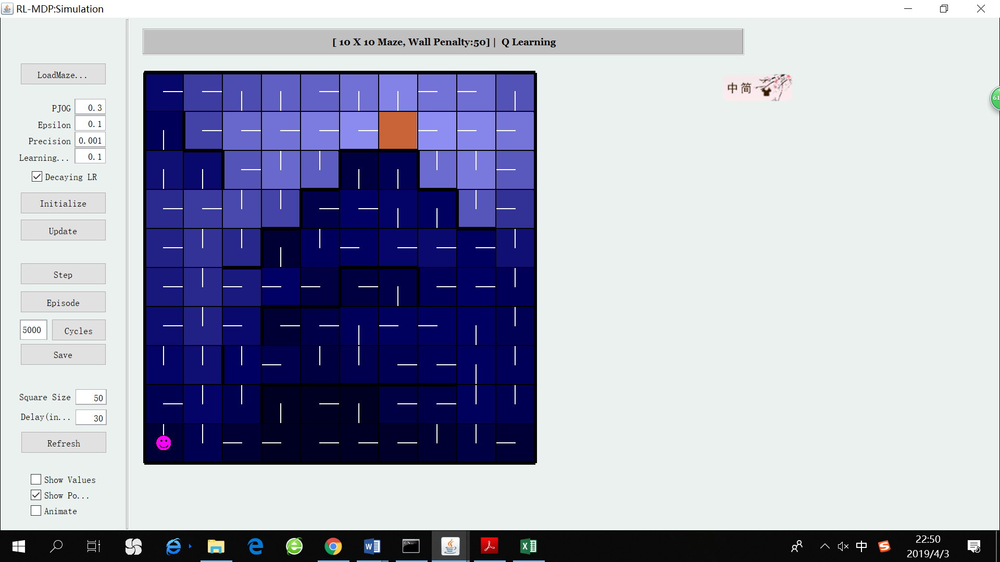 RL-MDP:Simulation
[ 10 X 10 Maze, Wall Penalty:50] | Q Learning
LoadMaze...
PJOG 0.3
Epsilon 0.1
Precision 0.001
Learning... 0.1
Decaying LR
Initialize
Update
Step
Episode
5000 Cycles
Save
Square Size 50
Delay(in... 30
Refresh
Show Values
Show Po...
Animate
中 简
61
C:\
中
22:50
2019/4/3